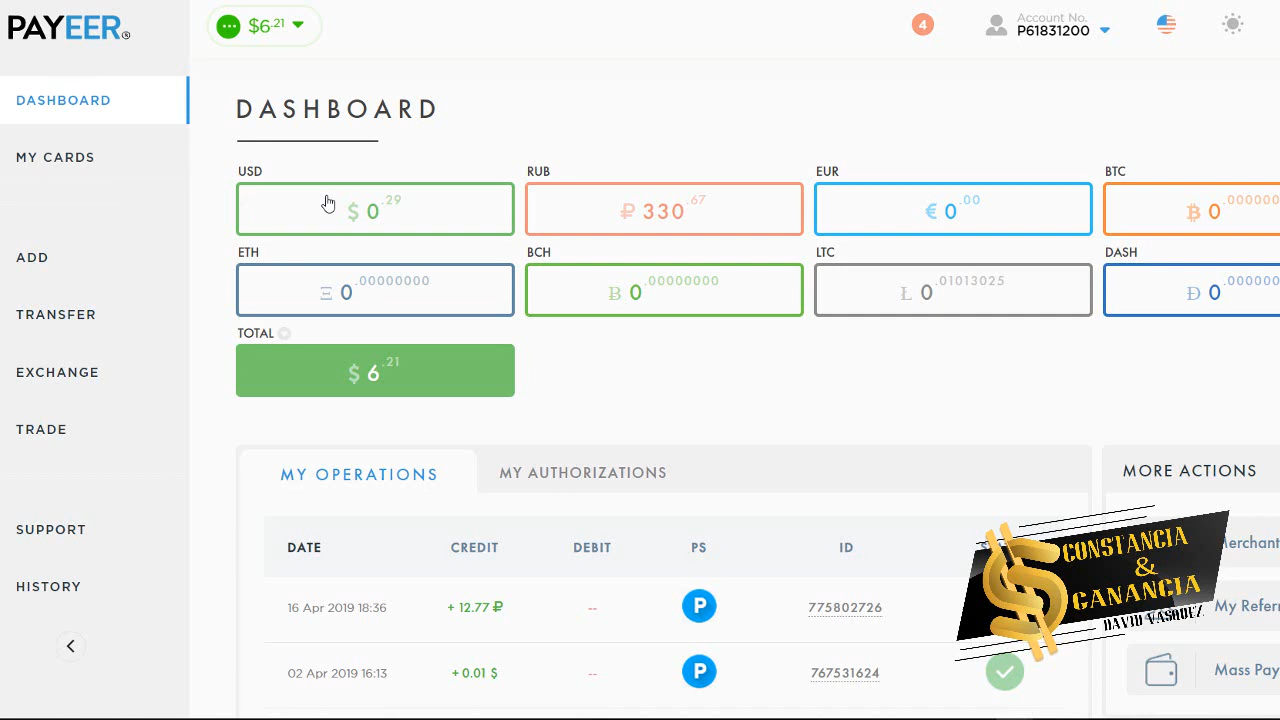 PAYEER
$6.21
4
Account No.
P61831200
DASHBOARD
MY CARDS
ADD
TRANSFER
EXCHANGE
TRADE
SUPPORT
HISTORY
DASHBOARD
USD
RUB
EUR
BTC
$ 0.29
₽ 330.67
€ 0.00
₿ 0.000000
ETH
BCH
LTC
DASH
Ξ 0.00000000
Ƀ 0.00000000
Ł 0.01013025
Đ 0.000000
TOTAL
$ 6.21
MY OPERATIONS
MY AUTHORIZATIONS
MORE ACTIONS
DATE
CREDIT
DEBIT
PS
ID
16 Apr 2019 18:36
+ 12.77 ₽
--
P
775802726
02 Apr 2019 16:13
+ 0.01 $
--
P
767531624
Merchant
My Refer
Mass Pay
CONSTANCIA
&
GANANCIA
DAVID VASQUEZ